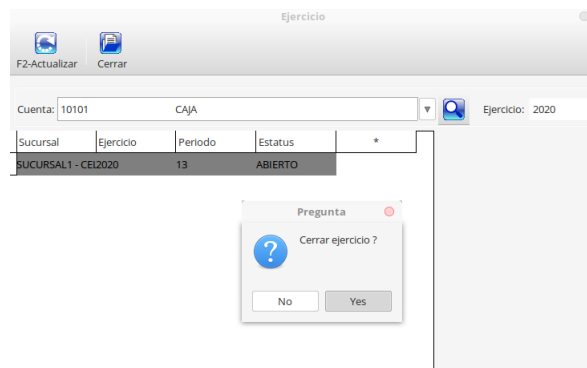 Ejercicio
F2-Actualizar Cerrar
Cuenta: 10101 CAJA Ejercicio: 2020
Sucursal Ejercicio Periodo Estatus *
SUCURSAL1 - CEL2020 13 ABIERTO
Pregunta
Cerrar ejercicio ?
No Yes